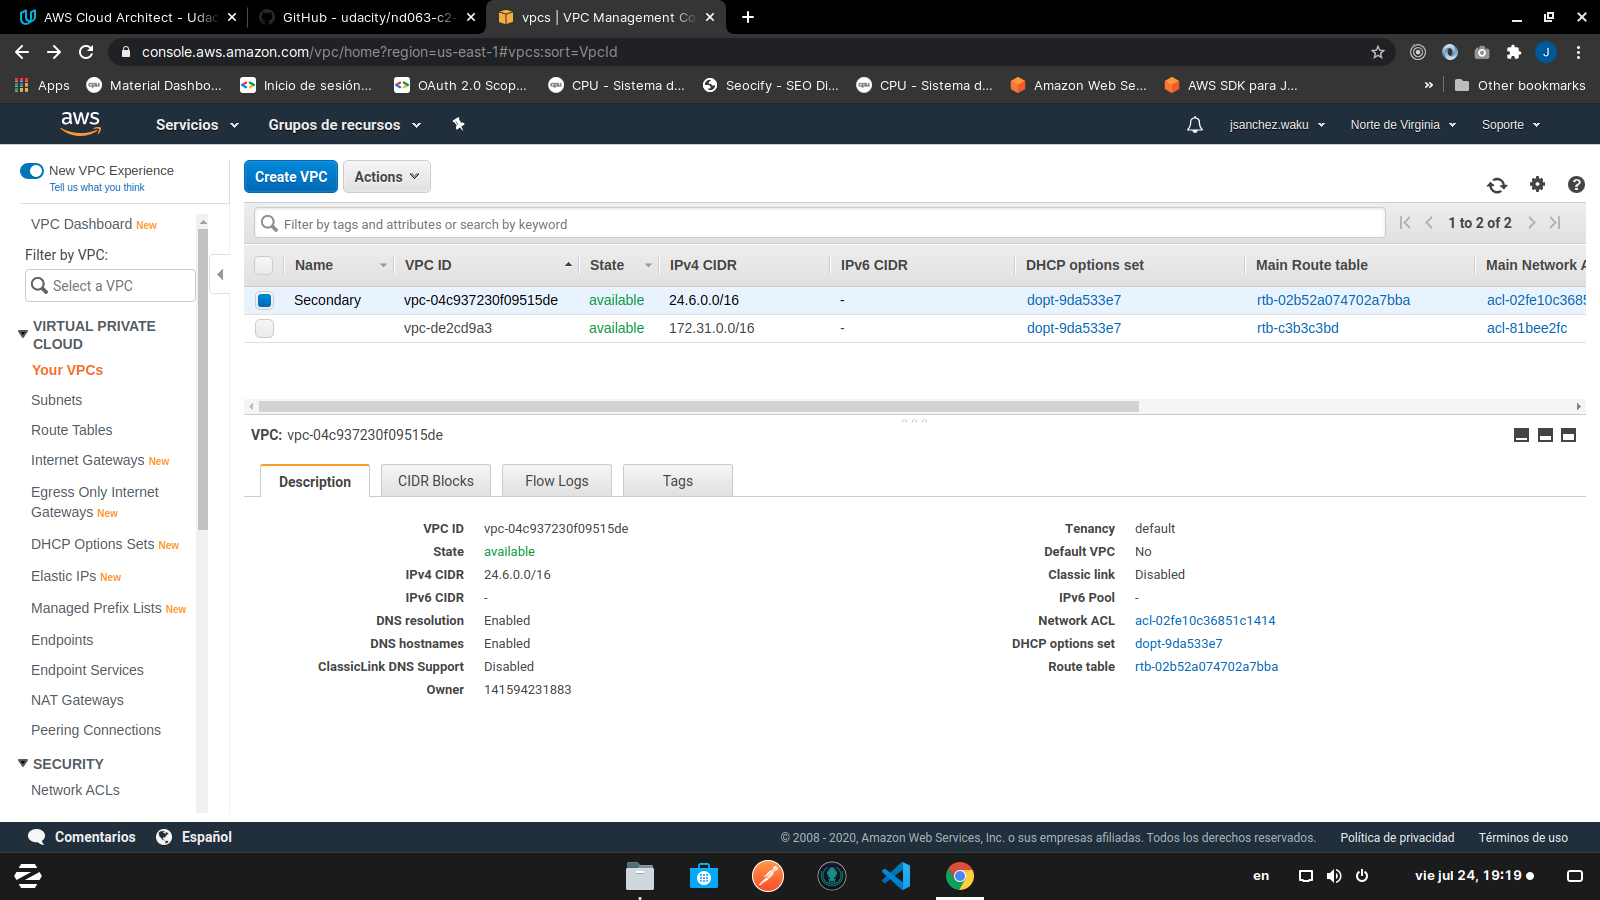 AWS Cloud Architect - Udac
GitHub - udacity/nd063-c2-
vpcs | VPC Management Co
console.aws.amazon.com/vpc/home?region=us-east-1#vpcs:sort=VpcId
J
Apps
Material Dashbo...
Inicio de sesión...
OAuth 2.0 Scop...
CPU - Sistema d...
Seocify - SEO Di...
CPU - Sistema d...
Amazon Web Se...
AWS SDK para J...
»
Other bookmarks
aws
Servicios
Grupos de recursos
jsanchez.waku
Norte de Virginia
Soporte
New VPC Experience
Tell us what you think
VPC Dashboard New
Filter by VPC:
Select a VPC
VIRTUAL PRIVATE
CLOUD
Your VPCs
Subnets
Route Tables
Internet Gateways New
Egress Only Internet
Gateways New
DHCP Options Sets New
Elastic IPs New
Managed Prefix Lists New
Endpoints
Endpoint Services
NAT Gateways
Peering Connections
SECURITY
Network ACLs
Create VPC
Actions
Filter by tags and attributes or search by keyword
1 to 2 of 2
Name VPC ID State IPv4 CIDR IPv6 CIDR DHCP options set Main Route table Main Network A
Secondary vpc-04c937230f09515de available 24.6.0.0/16 - dopt-9da533e7 rtb-02b52a074702a7bba acl-02fe10c3685
vpc-de2cd9a3 available 172.31.0.0/16 - dopt-9da533e7 rtb-c3b3c3bd acl-81bee2fc
VPC: vpc-04c937230f09515de
Description
CIDR Blocks
Flow Logs
Tags
VPC ID vpc-04c937230f09515de
State available
IPv4 CIDR 24.6.0.0/16
IPv6 CIDR -
DNS resolution Enabled
DNS hostnames Enabled
ClassicLink DNS Support Disabled
Owner 141594231883
Tenancy default
Default VPC No
Classic link Disabled
IPv6 Pool -
Network ACL acl-02fe10c36851c1414
DHCP options set dopt-9da533e7
Route table rtb-02b52a074702a7bba
Comentarios
Español
© 2008 - 2020, Amazon Web Services, Inc. o sus empresas afiliadas. Todos los derechos reservados.
Política de privacidad
Términos de uso
en
vie jul 24, 19:19